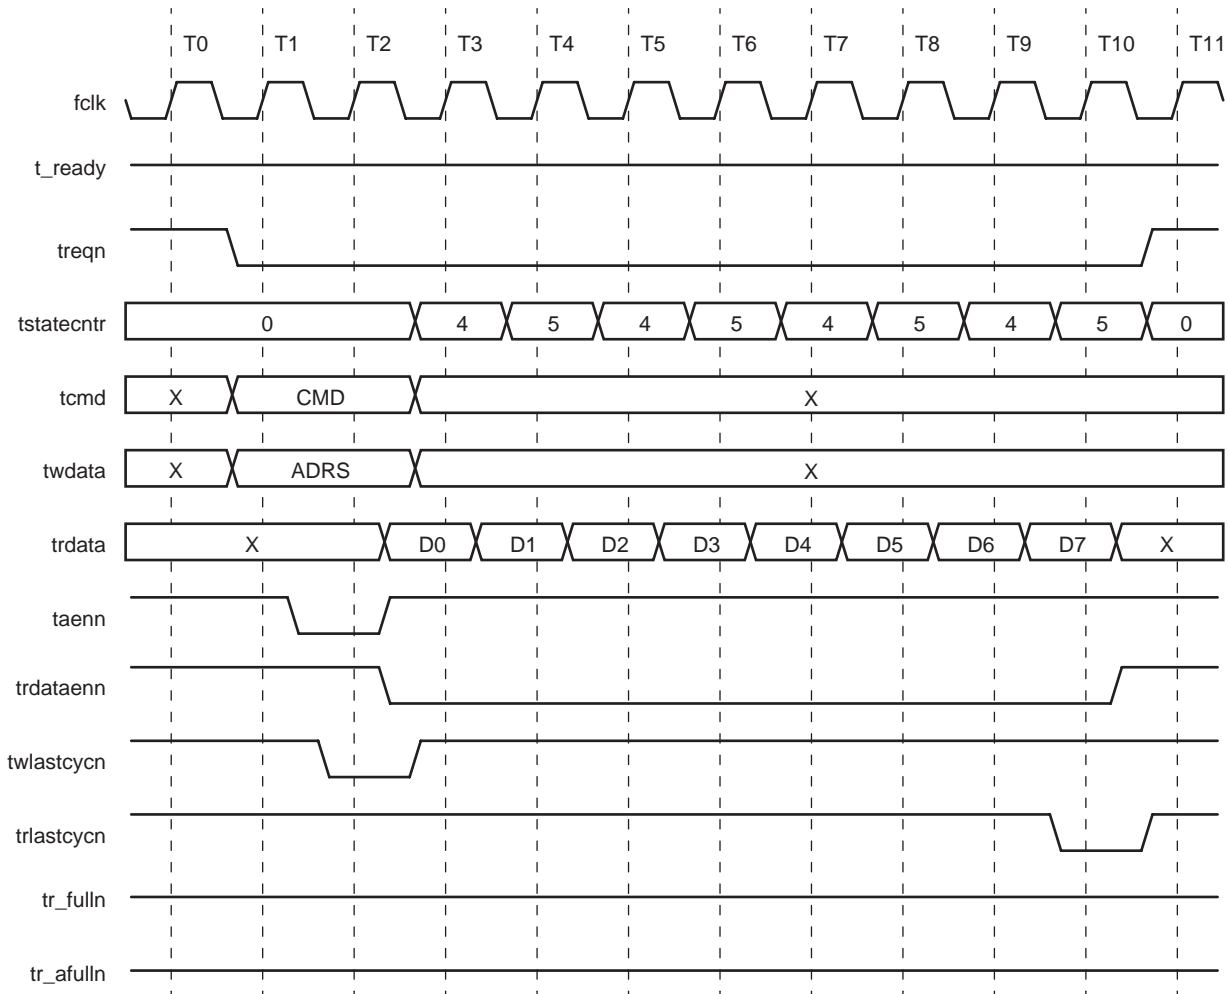 T0 T1 T2 T3 T4 T5 T6 T7 T8 T9 T10 T11
fclk
t_ready
treqn
tstatecntr 0 4 5 4 5 4 5 4 5 0
tcmd X CMD X
twdata X ADRS X
trdata X D0 D1 D2 D3 D4 D5 D6 D7 X
taenn
trdataenn
twlastcycn
trlastcycn
tr_fulln
tr_afulln